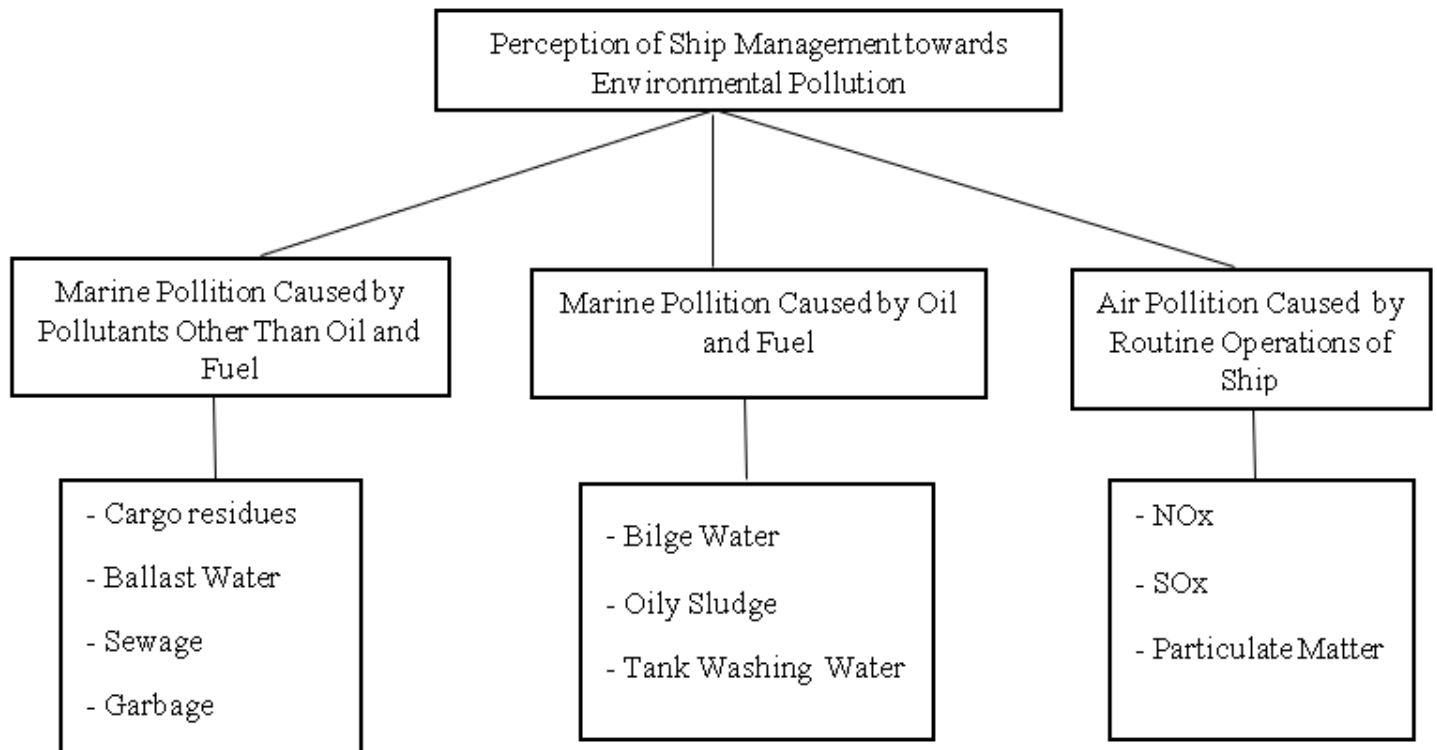 Perception of Ship Management towards
Environmental Pollution
Marine Pollition Caused by
Pollutants Other Than Oil and
Fuel
Marine Pollition Caused by Oil
and Fuel
Air Pollition Caused by
Routine Operations of
Ship
- Cargo residues
- Ballast Water
- Sewage
- Garbage
- Bilge Water
- Oily Sludge
- Tank Washing Water
- NOx
- SOx
- Particulate Matter